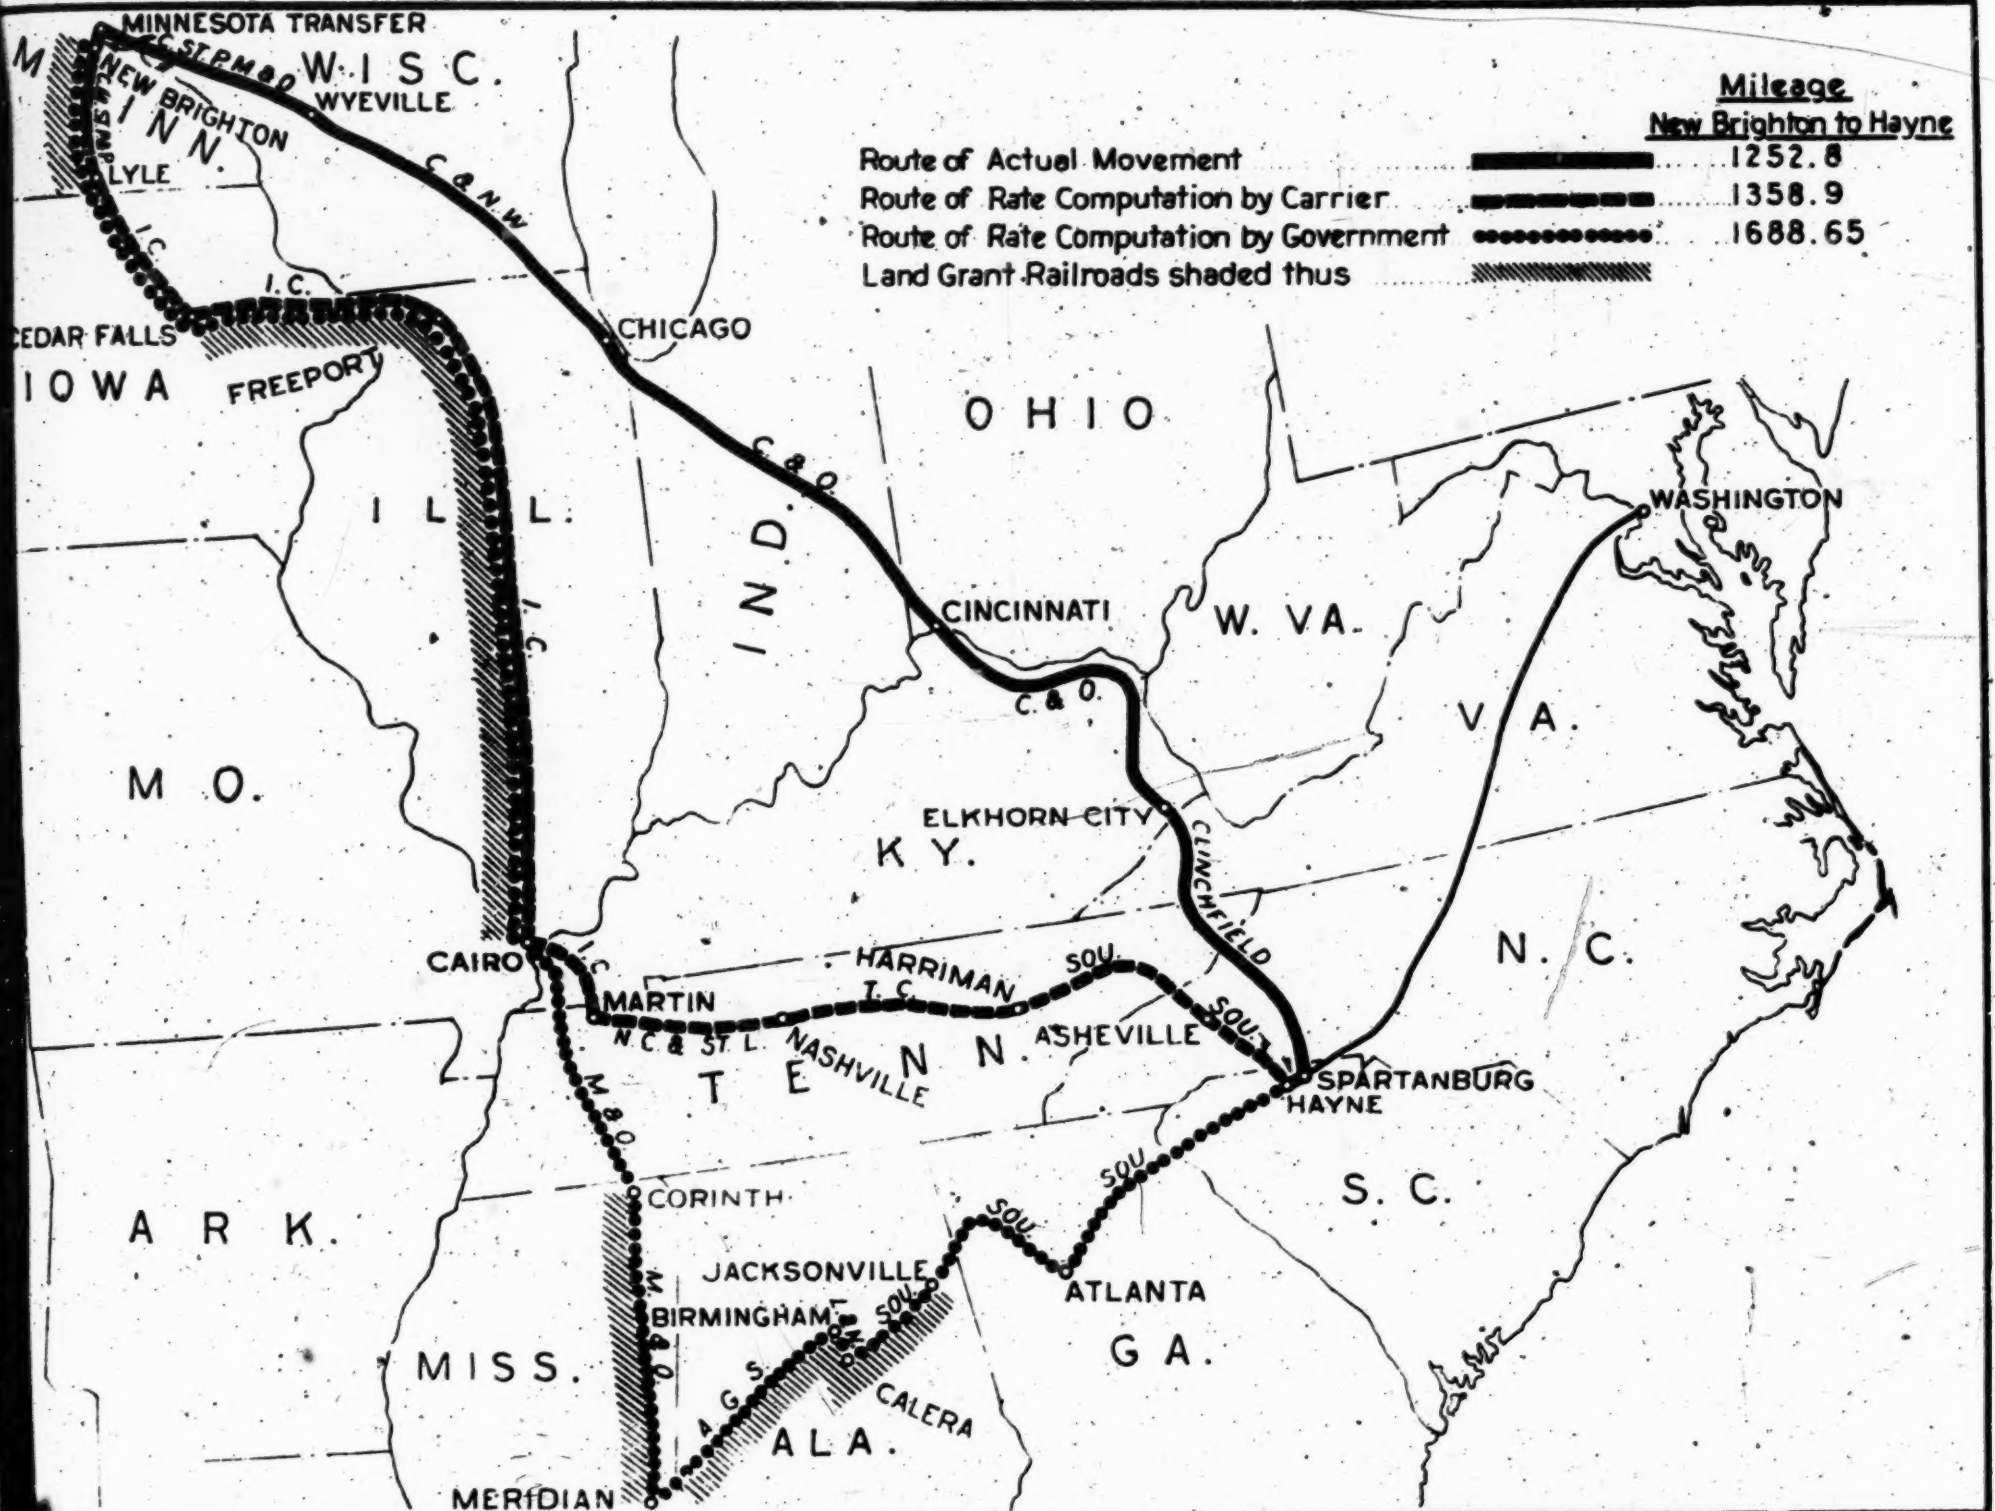 MINNESOTA TRANSFER
C. ST. P. M & O
W I S C.
M I N N.
NEW BRIGHTON
WYEVILLE
LYLE
C & N. W
I. C.
I. C.
CEDAR FALLS
FREEPORT
I O W A
CHICAGO
Mileage
New Brighton to Hayne
Route of Actual Movement 1252.8
Route of Rate Computation by Carrier 1358.9
Route of Rate Computation by Government 1688.65
Land Grant Railroads shaded thus
O H I O
C. & O.
I L L.
I N D.
I. C.
WASHINGTON
CINCINNATI
W. VA.
C. & O.
V A.
M O.
ELKHORN CITY
K Y.
CLINCHFIELD
N. C.
CAIRO
I. C.
MARTIN
HARRIMAN
SOU.
T. C.
N. C. & ST. L.
NASHVILLE
T E N N.
ASHEVILLE
SOU.
SPARTANBURG
HAYNE
M & O.
CORINTH
SOU
S. C.
A R K.
SOU.
JACKSONVILLE
ATLANTA
M. & O.
BIRMINGHAM
L & N
SOU.
G A.
MISS.
A. G. S.
CALERA
ALA.
MERIDIAN